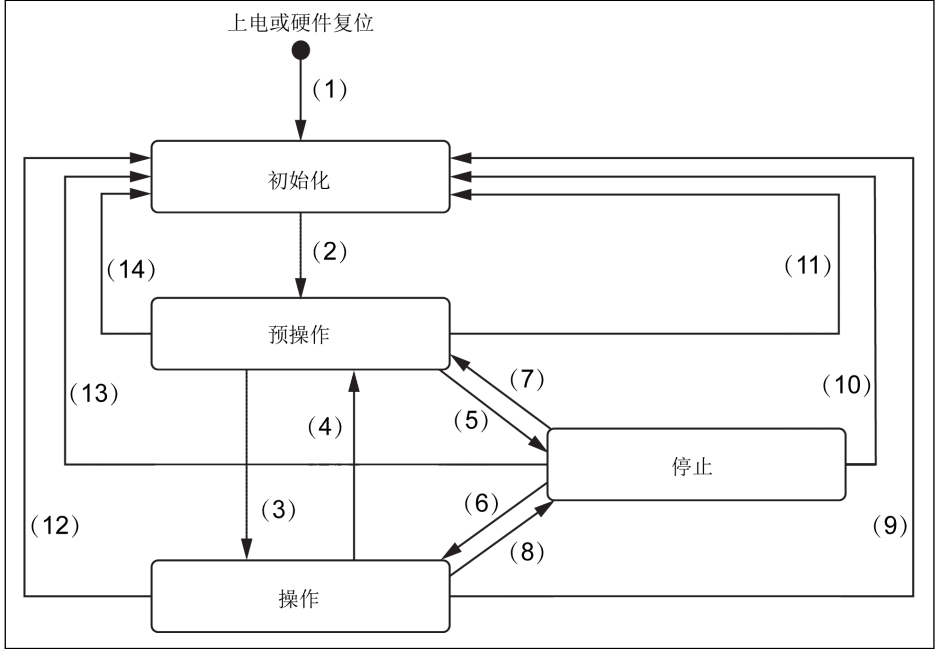 上电或硬件复位
（1）
初始化
（2）
（14）
（11）
预操作
（7）
（13）
（10）
（5）
（4）
停止
（6）
（3）
（12）
（9）
（8）
操作